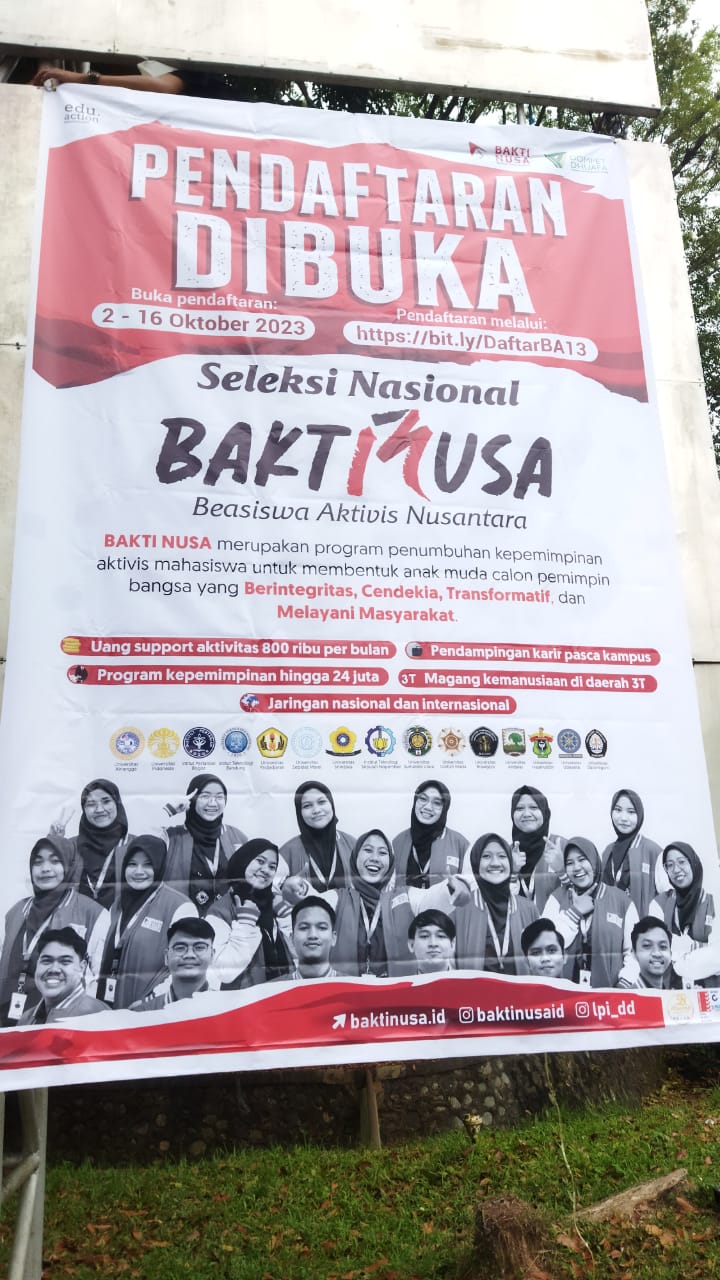 edu.
action
BAKTI
NUSA
DOMPET
DHUAFA
PENDAFTARAN
DIBUKA
Buka pendaftaran:
2 - 16 Oktober 2023
Pendaftaran melalui:
https://bit.ly/DaftarBA13
Seleksi Nasional
BAKTI NUSA
Beasiswa Aktivis Nusantara
BAKTI NUSA merupakan program penumbuhan kepemimpinan
aktivis mahasiswa untuk membentuk anak muda calon pemimpin
bangsa yang Berintegritas, Cendekia, Transformatif, dan
Melayani Masyarakat.
Uang support aktivitas 800 ribu per bulan
Pendampingan karir pasca kampus
Program kepemimpinan hingga 24 juta
3T Magang kemanusiaan di daerah 3T
Jaringan nasional dan internasional
baktinusa.id baktinusaid lpi_dd